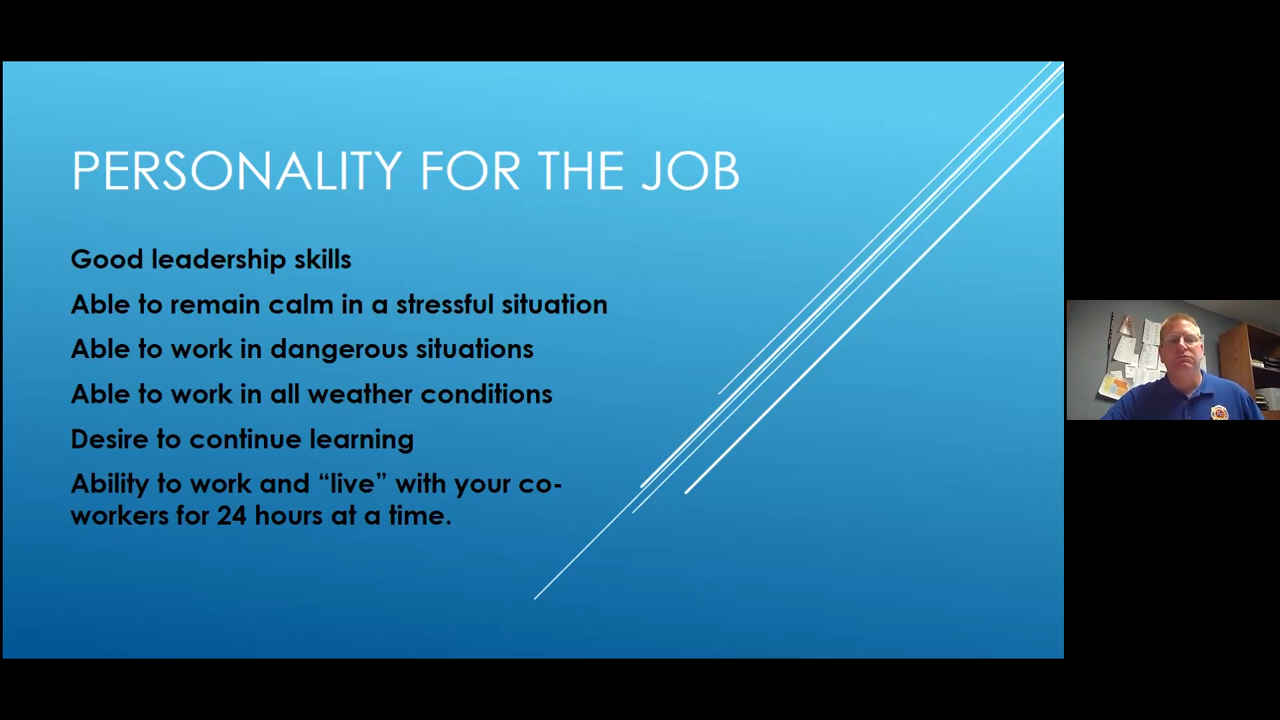 PERSONALITY FOR THE JOB
Good leadership skills
Able to remain calm in a stressful situation
Able to work in dangerous situations
Able to work in all weather conditions
Desire to continue learning
Ability to work and “live” with your co-
workers for 24 hours at a time.